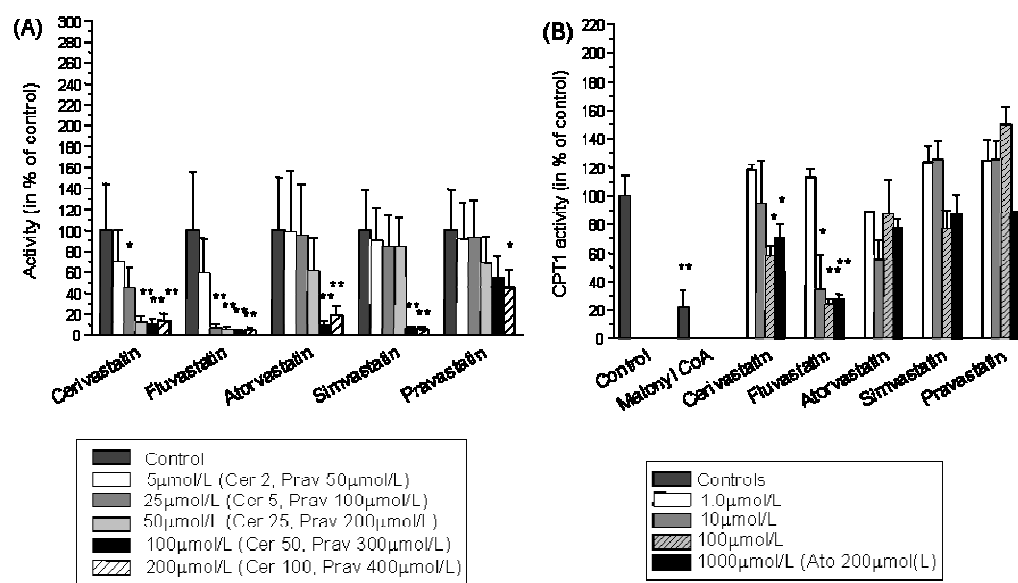 (A)
Activity (in % of control)
300
280
260
240
220
200
180
160
140
120
100
80
60
40
20
0
*
** ** **
** ** ** **
** **
** **
*
Cerivastatin
Fluvastatin
Atorvastatin
Simvastatin
Pravastatin
Control
5µmol/L (Cer 2, Prav 50µmol/L)
25µmol/L (Cer 5, Prav 100µmol/L)
50µmol/L (Cer 25, Prav 200µmol/L)
100µmol/L (Cer 50, Prav 300µmol/L)
200µmol/L (Cer 100, Prav 400µmol/L)
(B)
CPT1 activity (in % of control)
220
200
180
160
140
120
100
80
60
40
20
0
**
* *
* ** **
Control
Malonyl CoA
Cerivastatin
Fluvastatin
Atorvastatin
Simvastatin
Pravastatin
Controls
1.0µmol/L
10µmol/L
100µmol/L
1000µmol/L (Ato 200µmol(L)